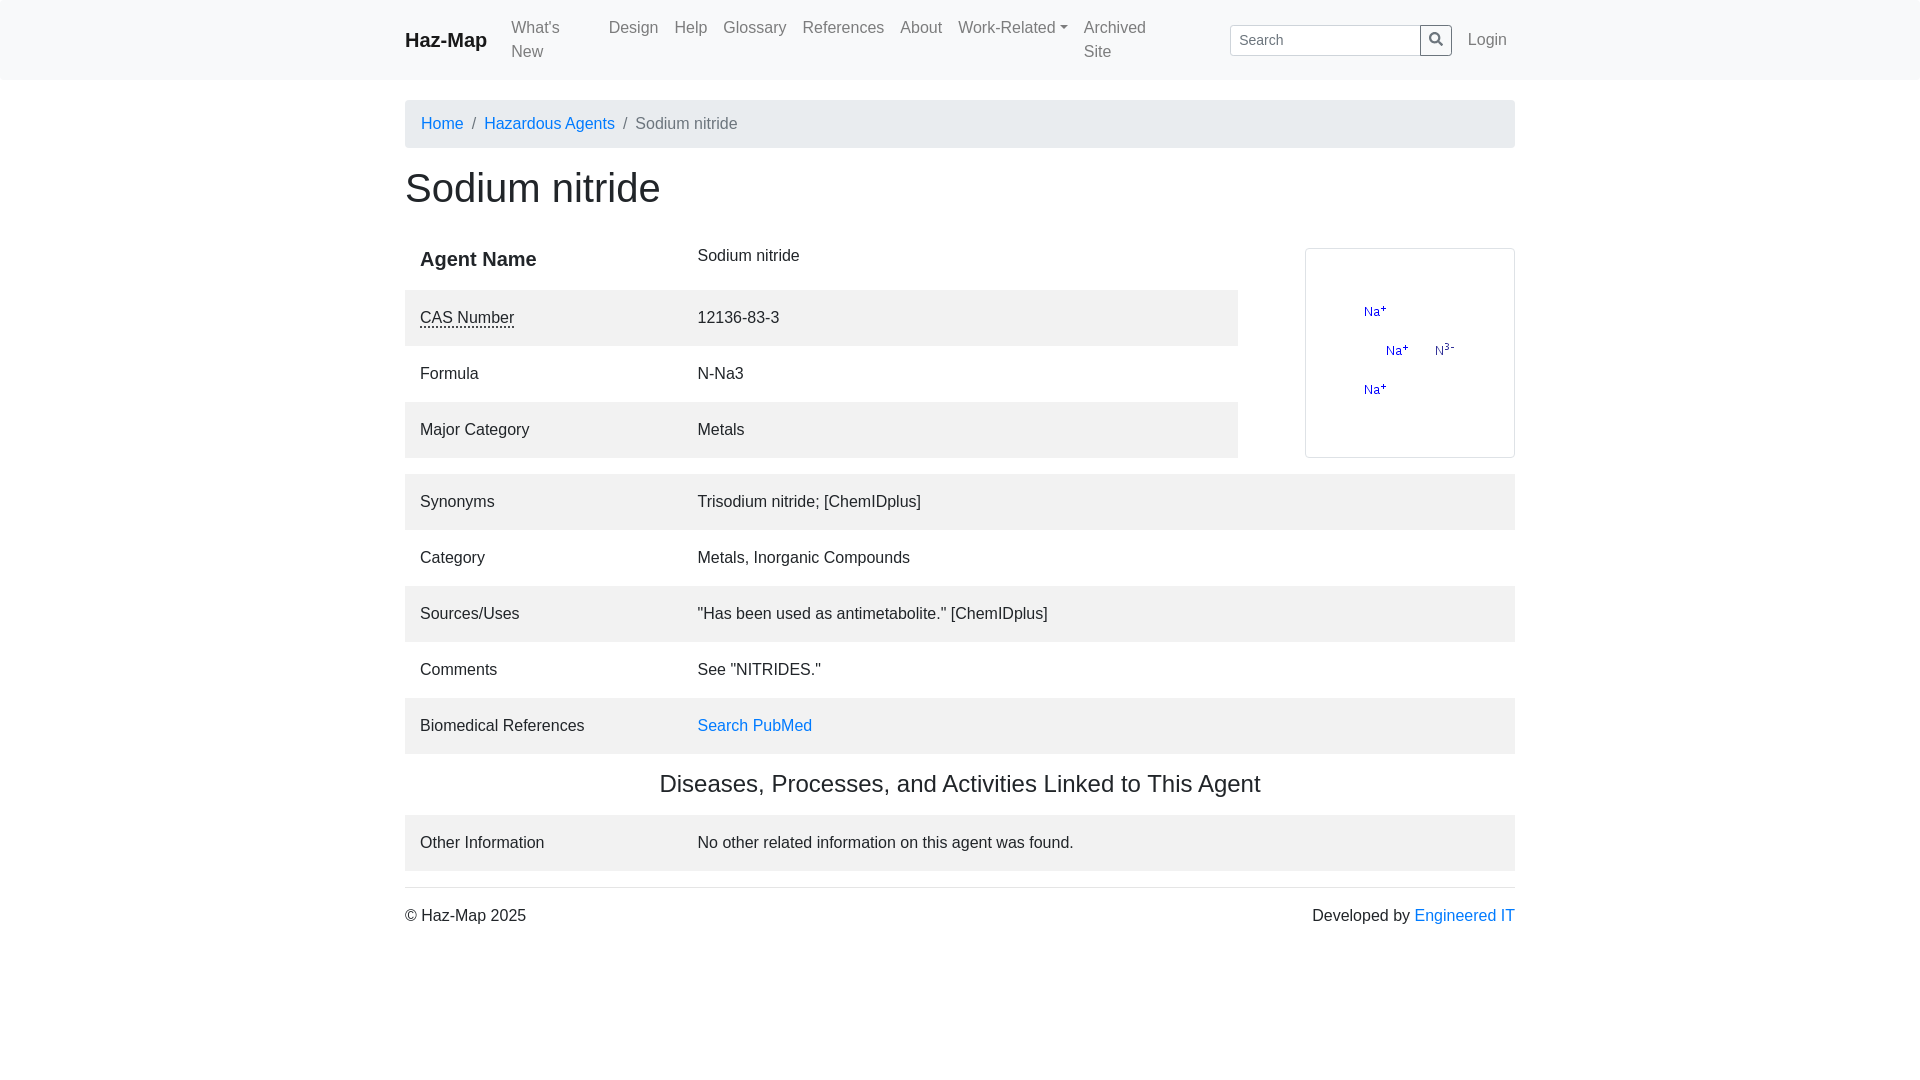 Haz-Map
What's New
Design
Help
Glossary
References
About
Work-Related
Archived Site
Search
Login
Home / Hazardous Agents / Sodium nitride
Sodium nitride
Agent Name Sodium nitride
CAS Number 12136-83-3
Formula N-Na3
Major Category Metals
Na+
Na+ N3-
Na+
Synonyms Trisodium nitride; [ChemIDplus]
Category Metals, Inorganic Compounds
Sources/Uses "Has been used as antimetabolite." [ChemIDplus]
Comments See "NITRIDES."
Biomedical References Search PubMed
Diseases, Processes, and Activities Linked to This Agent
Other Information No other related information on this agent was found.
© Haz-Map 2025 Developed by Engineered IT